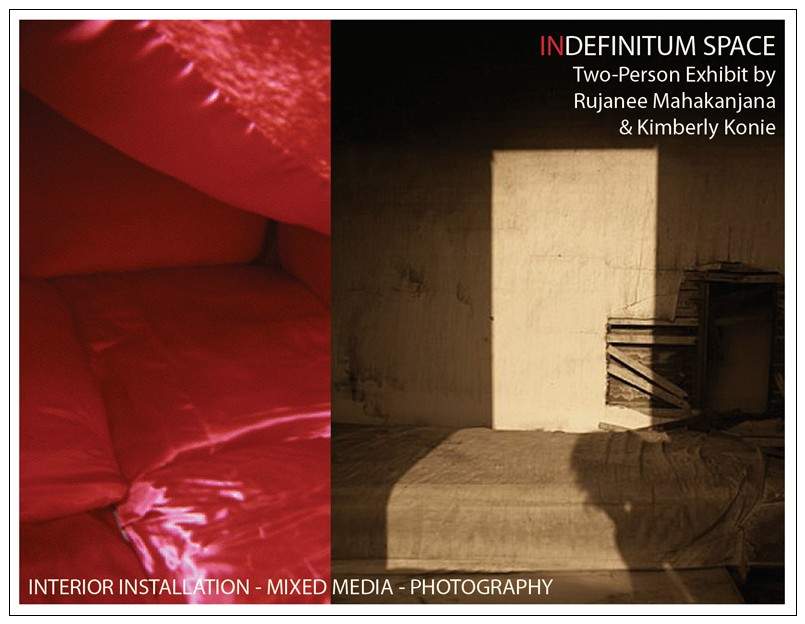 INDEFINITUM SPACE
Two-Person Exhibit by
Rujanee Mahakanjana
& Kimberly Konie
INTERIOR INSTALLATION - MIXED MEDIA - PHOTOGRAPHY